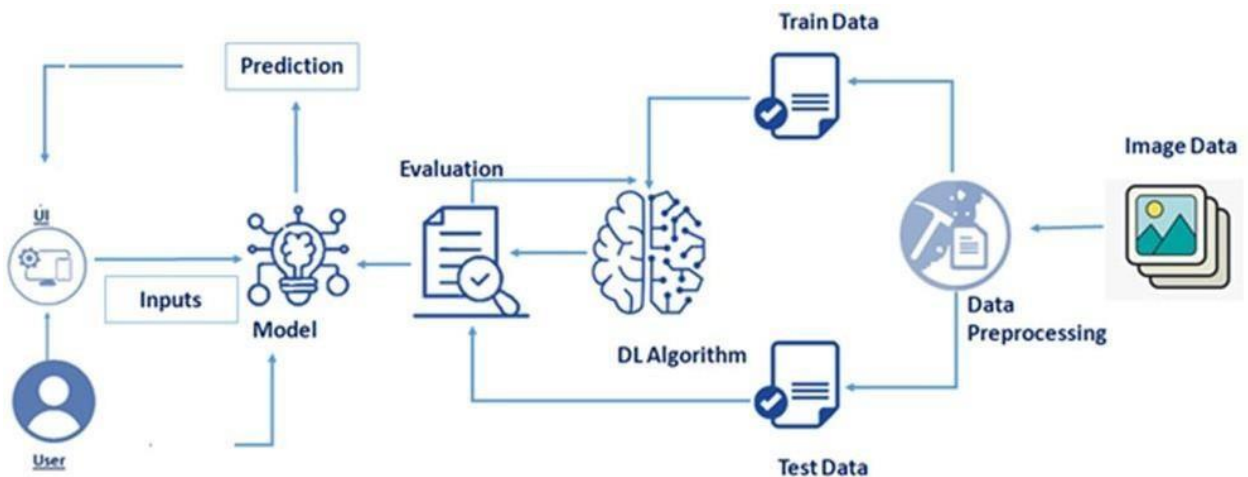 Train Data
Prediction
Image Data
Evaluation
UI
Inputs
Model
Data
Preprocessing
DL Algorithm
User
Test Data